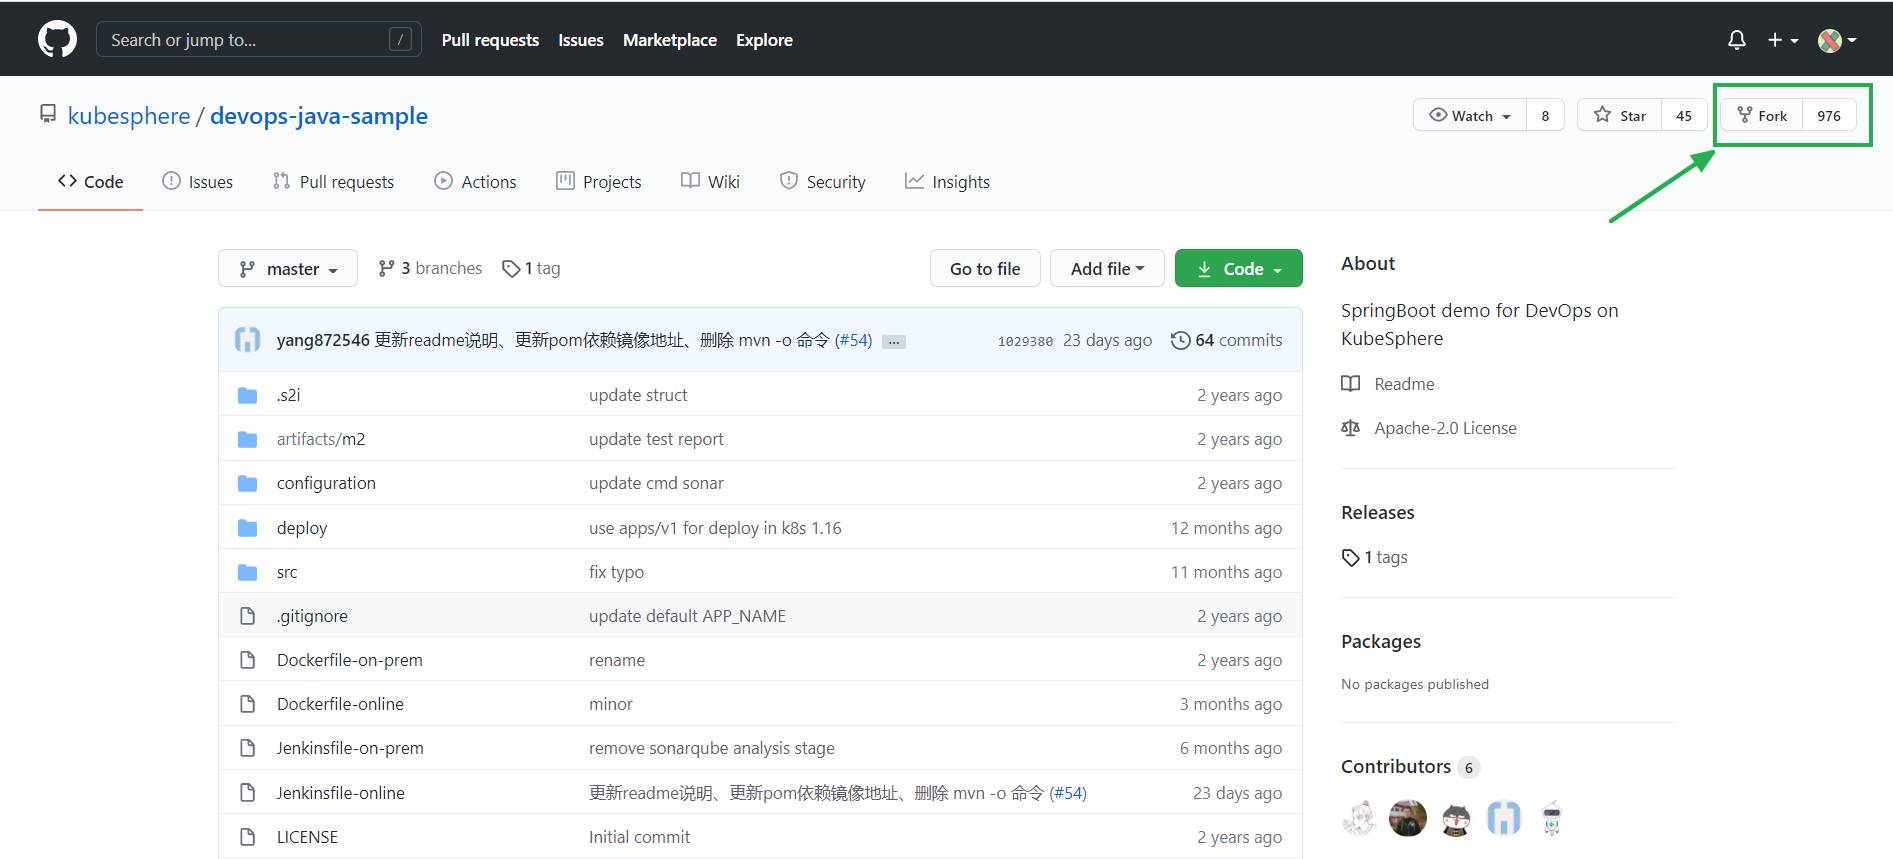 Search or jump to... / Pull requests Issues Marketplace Explore
kubesphere / devops-java-sample Watch 8 Star 45 Fork 976
Code Issues Pull requests Actions Projects Wiki Security Insights
master 3 branches 1 tag Go to file Add file Code
yang872546 更新readme说明、更新pom依赖镜像地址、删除 mvn -o 命令 (#54) ... 1029380 23 days ago 64 commits
.s2i update struct 2 years ago
artifacts/m2 update test report 2 years ago
configuration update cmd sonar 2 years ago
deploy use apps/v1 for deploy in k8s 1.16 12 months ago
src fix typo 11 months ago
.gitignore update default APP_NAME 2 years ago
Dockerfile-on-prem rename 2 years ago
Dockerfile-online minor 3 months ago
Jenkinsfile-on-prem remove sonarqube analysis stage 6 months ago
Jenkinsfile-online 更新readme说明、更新pom依赖镜像地址、删除 mvn -o 命令 (#54) 23 days ago
LICENSE Initial commit 2 years ago
About
SpringBoot demo for DevOps on
KubeSphere
Readme
Apache-2.0 License
Releases
1 tags
Packages
No packages published
Contributors 6